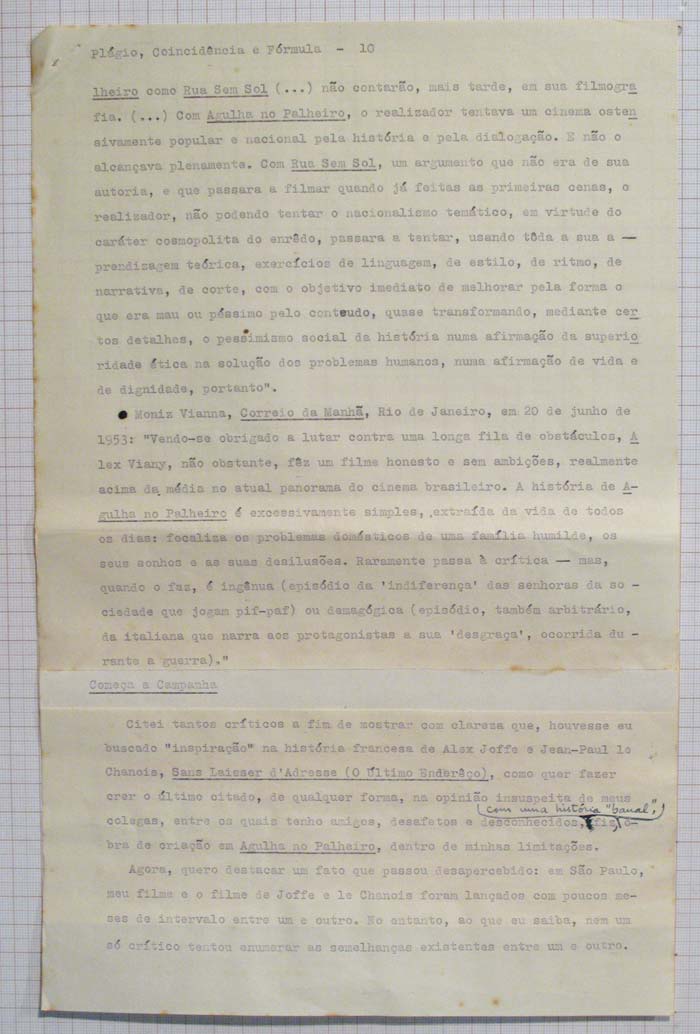 Plágio, Coincidência e Fórmula - 10
lheiro como Rua Sem Sol (...) não contarão, mais tarde, em sua filmogra
fia. (...) Com Agulha no Palheiro, o realizador tentava um cinema osten
sivamente popular e nacional pela história e pela dialogação. E não o
alcançava plenamente. Com Rua Sem Sol, um argumento que não era de sua
autoria, e que passara a filmar quando já feitas as primeiras cenas, o
realizador, não podendo tentar o nacionalismo temático, em virtude do
caráter cosmopolita do enrêdo, passara a tentar, usando tôda a sua a —
prendizagem teórica, exercícios de linguagem, de estilo, de ritmo, de
narrativa, de corte, com o objetivo imediato de melhorar pela forma o
que era mau ou péssimo pelo conteudo, quase transformando, mediante cer
tos detalhes, o pessimismo social da história numa afirmação da superio
ridade ética na solução dos problemas humanos, numa afirmação de vida e
de dignidade, portanto".
● Moniz Vianna, Correio da Manhã, Rio de Janeiro, em 20 de junho de
1953: "Vendo-se obrigado a lutar contra uma longa fila de obstáculos, A
lex Viany, não obstante, fêz um filme honesto e sem ambições, realmente
acima da média no atual panorama do cinema brasileiro. A história de A-
gulha no Palheiro é excessivamente simples, extraída da vida de todos
os dias: focaliza os problemas domésticos de uma família humilde, os
seus sonhos e as suas desilusões. Raramente passa à crítica — mas,
quando o faz, é ingênua (episódio da 'indiferença' das senhoras da so -
ciedade que jogam pif-paf) ou demagógica (episódio, também arbitrário,
da italiana que narra aos protagonistas a sua 'desgraça', ocorrida du -
rante a guerra)."
Começa a Campanha
Citei tantos críticos a fim de mostrar com clareza que, houvesse eu
buscado "inspiração" na história francesa de Alex Joffe e Jean-Paul le
Chanois, Sans Laisser d'Adresse (O Último Enderêço), como quer fazer
crer o último citado, de qualquer forma, na opinião insuspeita de meus
com uma história "banal",
colegas, entre os quais tenho amigos, desafetos e desconhecidos, fiz o-
bra de criação em Agulha no Palheiro, dentro de minhas limitações.
Agora, quero destacar um fato que passou desapercebido: em São Paulo,
meu filme e o filme de Joffe e le Chanois foram lançados com poucos me-
ses de intervalo entre um e outro. No entanto, ao que eu saiba, nem um
só crítico tentou enumerar as semelhanças existentes entre um e outro.